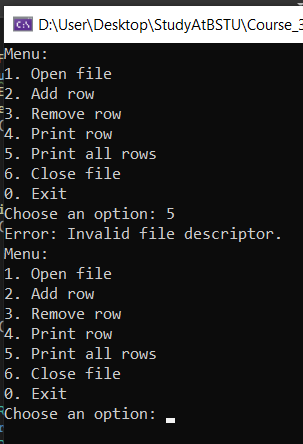 D:\User\Desktop\StudyAtBSTU\Course_3
Menu:
1. Open file
2. Add row
3. Remove row
4. Print row
5. Print all rows
6. Close file
0. Exit
Choose an option: 5
Error: Invalid file descriptor.
Menu:
1. Open file
2. Add row
3. Remove row
4. Print row
5. Print all rows
6. Close file
0. Exit
Choose an option: